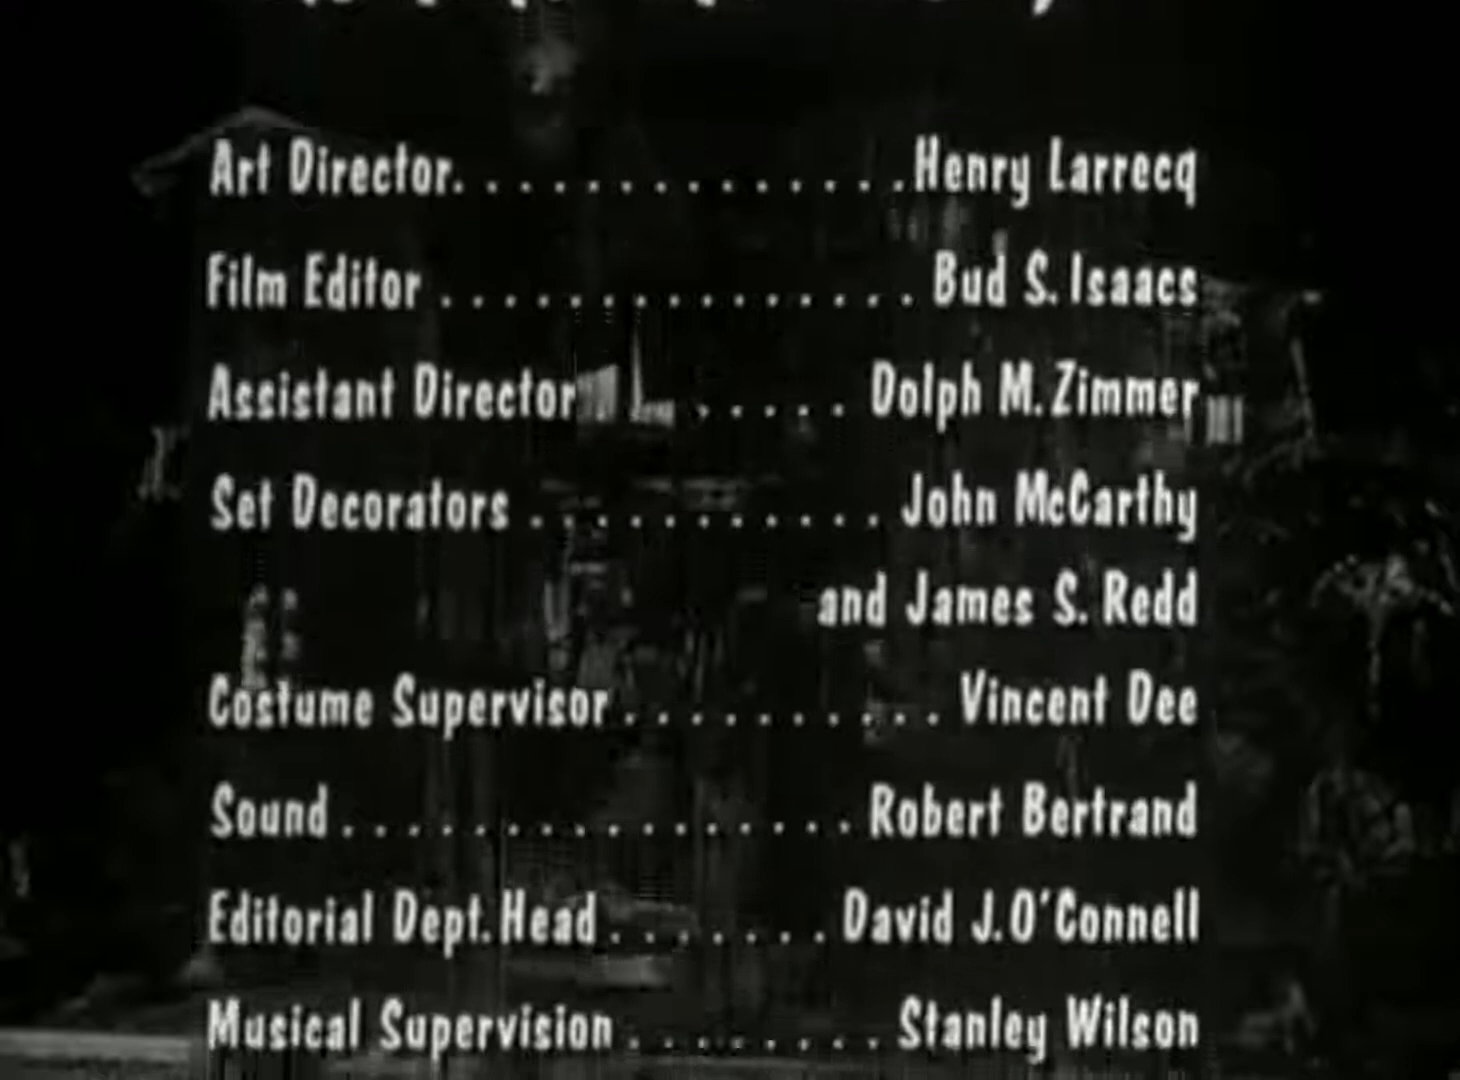 Art Director. . . . . . . . . . . . . . .Henry Larrecq
Film Editor . . . . . . . . . . . . . . . Bud S. Isaacs
Assistant Director . . . . . Dolph M. Zimmer
Set Decorators . . . . . . . . . . . John McCarthy
and James S. Redd
Costume Supervisor . . . . . . . . . . Vincent Dee
Sound . . . . . . . . . . . . . . . . Robert Bertrand
Editorial Dept. Head . . . . . . . David J. O'Connell
Musical Supervision . . . . . . . . Stanley Wilson